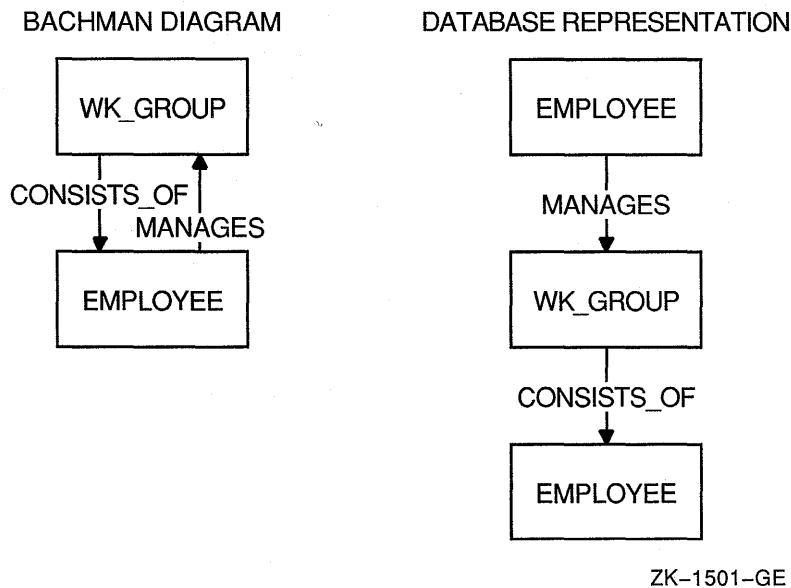 BACHMAN DIAGRAM
WK_GROUP
CONSISTS_OF
MANAGES
EMPLOYEE
DATABASE REPRESENTATION
EMPLOYEE
MANAGES
WK_GROUP
CONSISTS_OF
EMPLOYEE
ZK–1501–GE